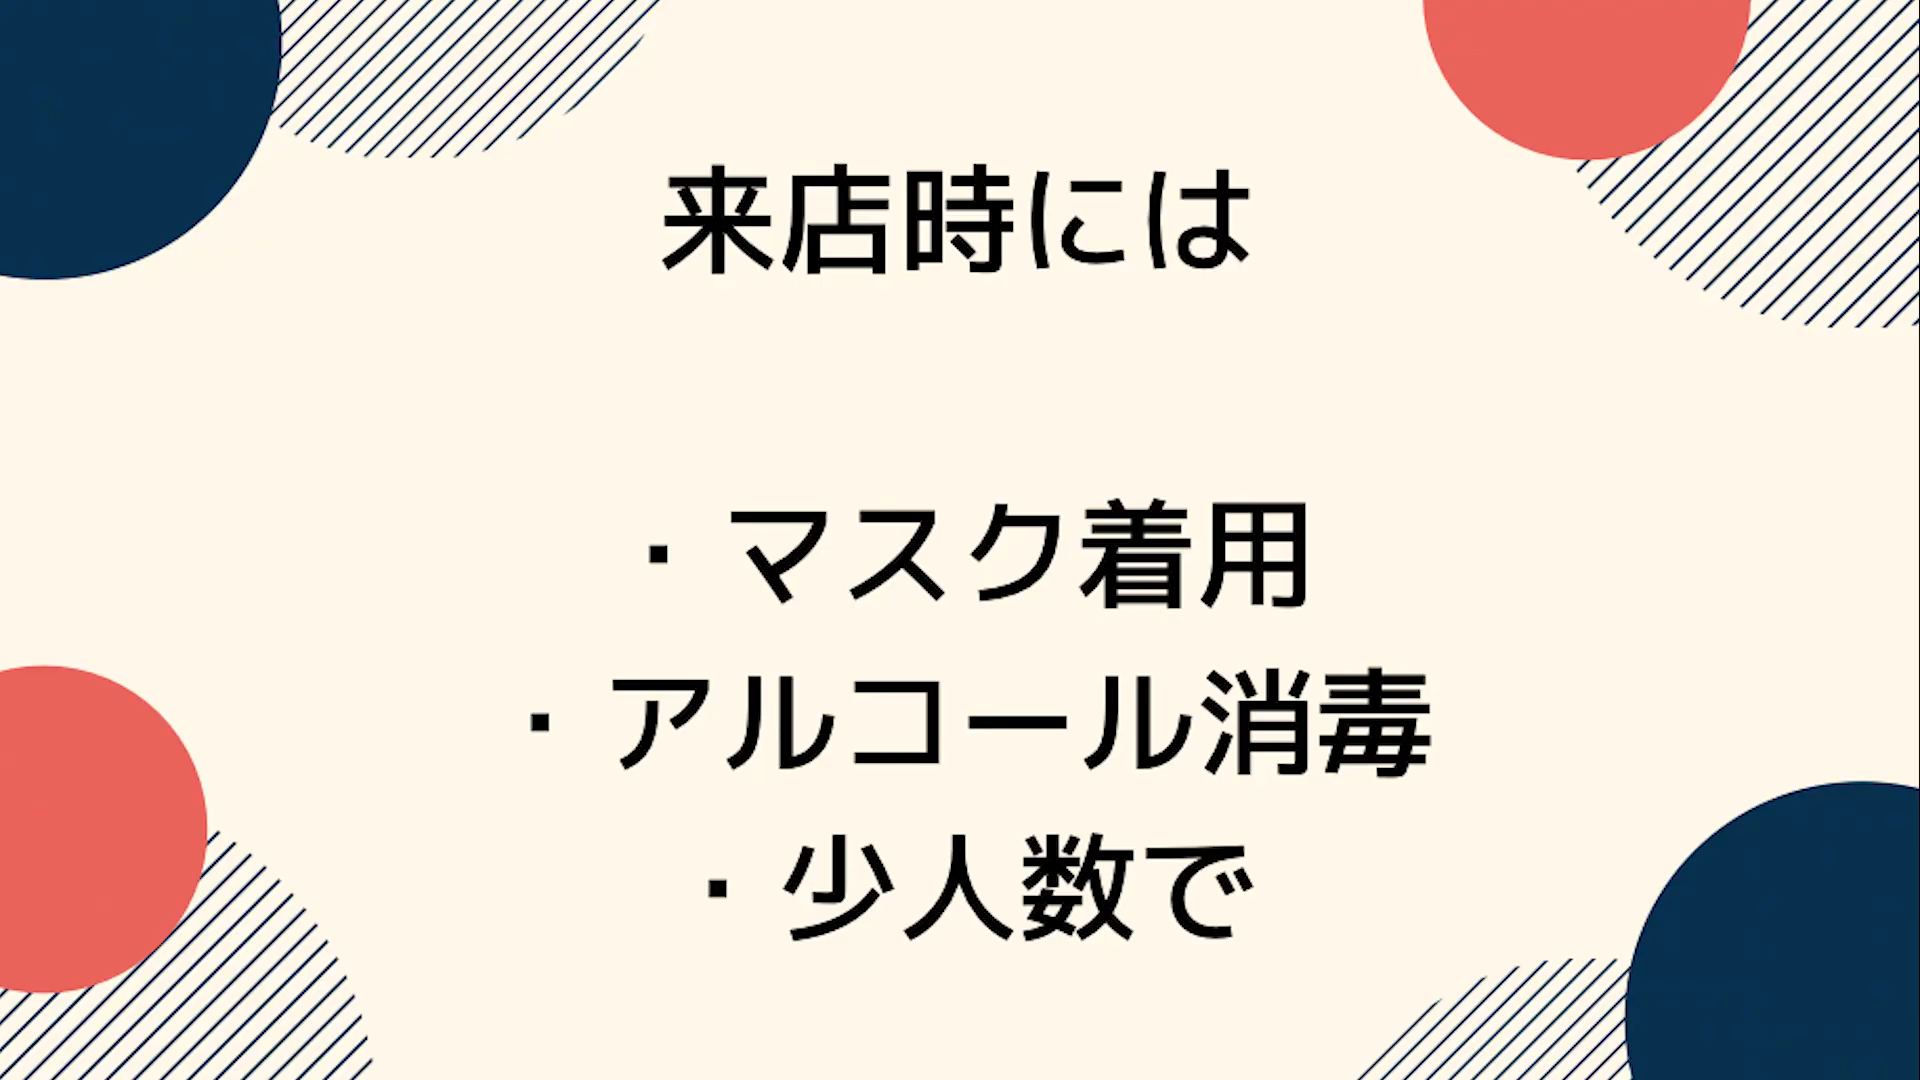 来店時には
・マスク着用
・アルコール消毒
・少人数で